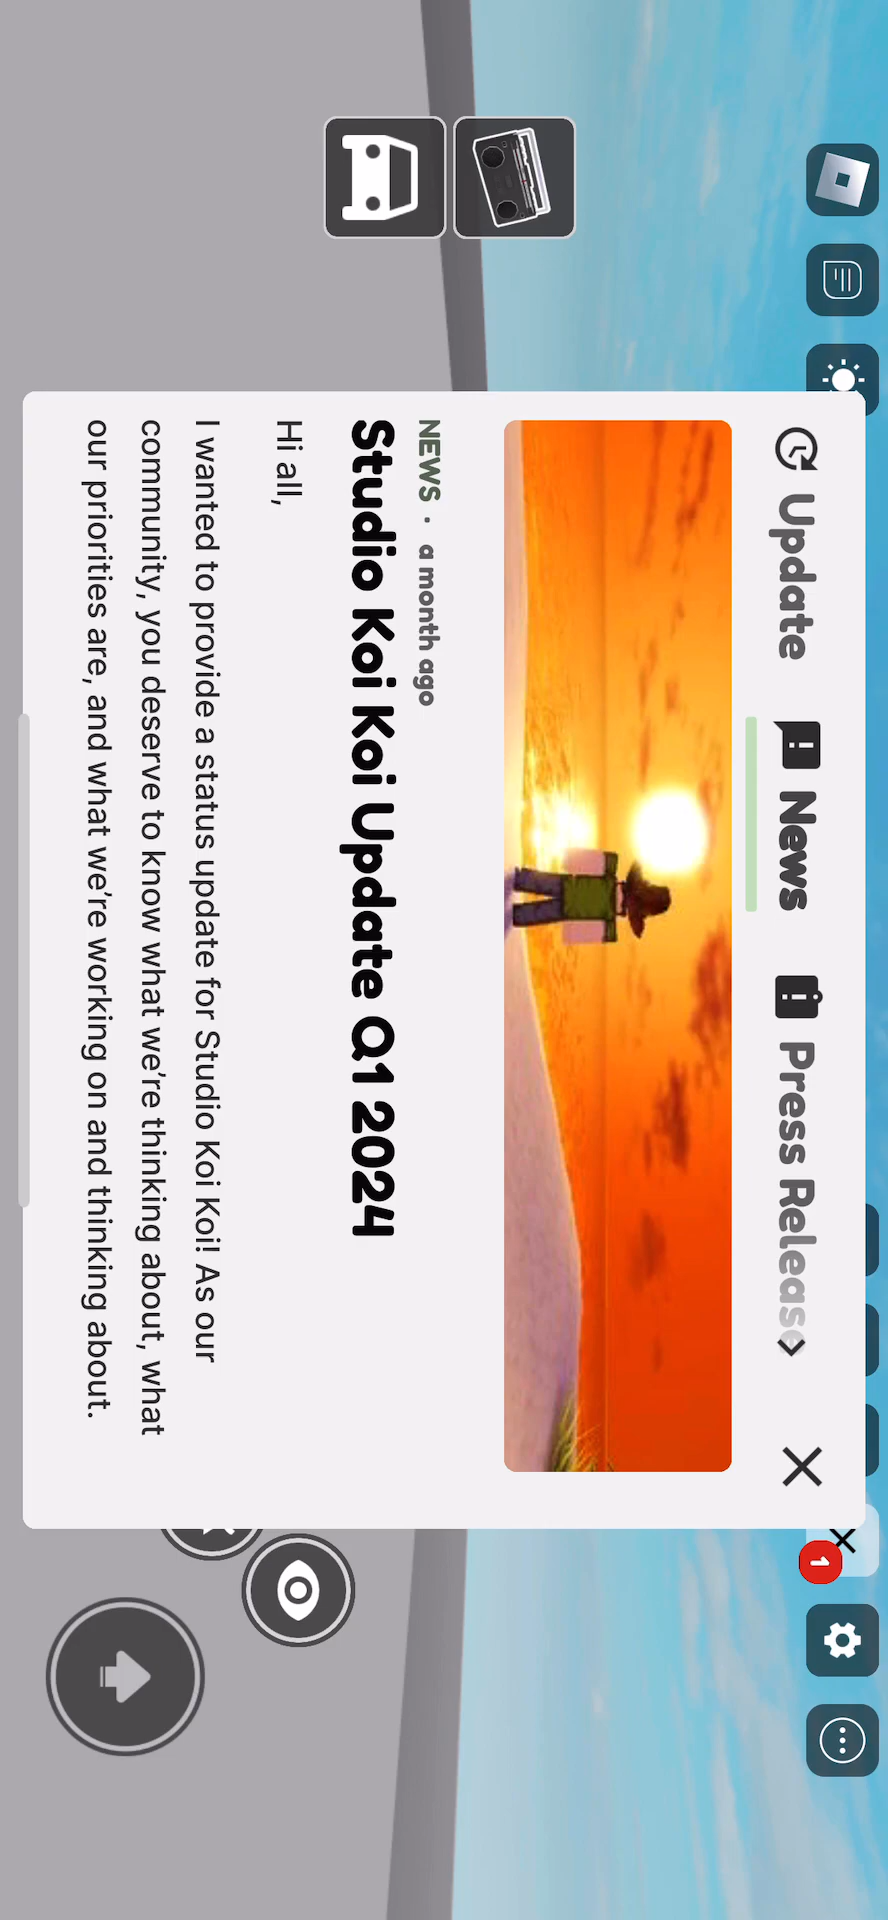 Update
News
Press Release
NEWS · a month ago
Studio Koi Koi Update Q1 2024
Hi all,
I wanted to provide a status update for Studio Koi Koi! As our
community, you deserve to know what we're thinking about, what
our priorities are, and what we're working on and thinking about.
1